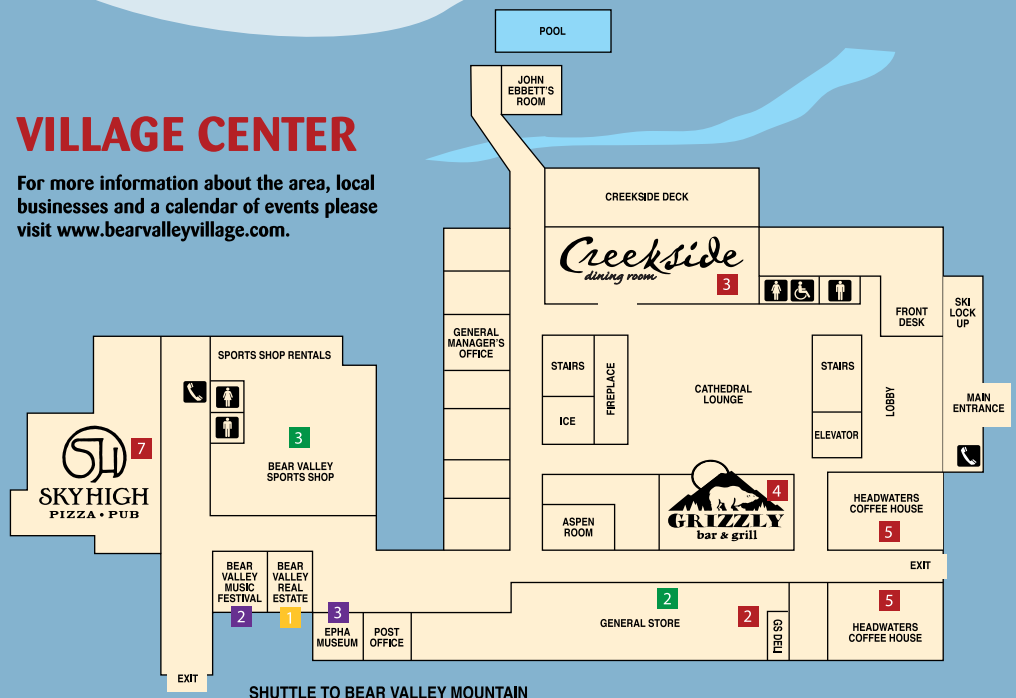 POOL
JOHN
EBBETT'S
ROOM
VILLAGE CENTER
For more information about the area, local
businesses and a calendar of events please
visit www.bearvalleyvillage.com.
CREEKSIDE DECK
Creekside
dining room
3
FRONT
DESK
SKI
LOCK
UP
GENERAL
MANAGER'S
OFFICE
STAIRS
FIREPLACE
ICE
CATHEDRAL
LOUNGE
STAIRS
ELEVATOR
LOBBY
MAIN
ENTRANCE
SPORTS SHOP RENTALS
3
BEAR VALLEY
SPORTS SHOP
SH
7
SKY HIGH
PIZZA • PUB
ASPEN
ROOM
4
GRIZZLY
bar & grill
HEADWATERS
COFFEE HOUSE
5
EXIT
BEAR
VALLEY
MUSIC
FESTIVAL
2
BEAR
VALLEY
REAL
ESTATE
1
3
EPHA
MUSEUM
POST
OFFICE
2
GENERAL STORE
2
GS DELI
5
HEADWATERS
COFFEE HOUSE
EXIT
SHUTTLE TO BEAR VALLEY MOUNTAIN